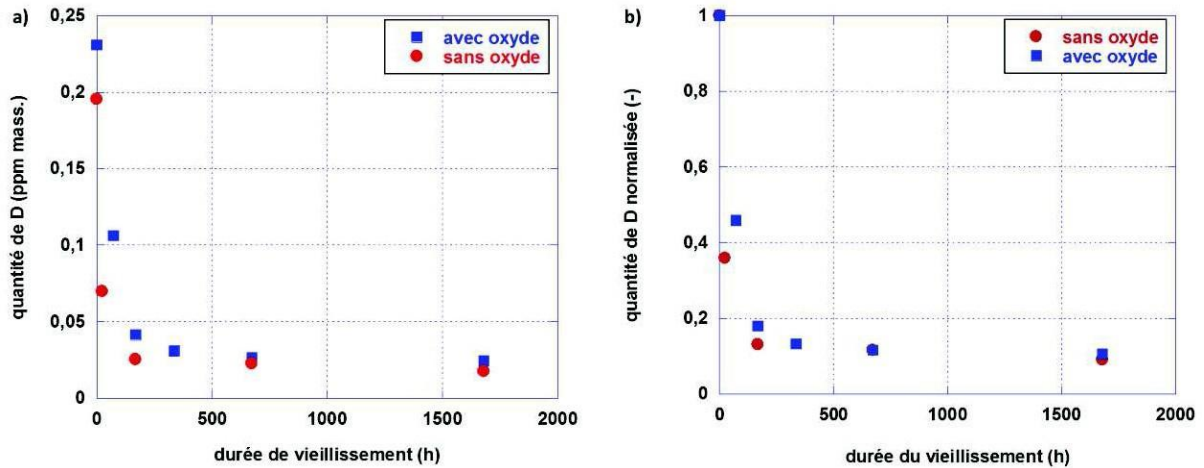 a)
quantité de D (ppm mass.)
0,25
0,2
0,15
0,1
0,05
0
avec oxyde
sans oxyde
0
500
1000
1500
2000
durée de vieillissement (h)
b)
quantité de D normalisée (-)
1
0,8
0,6
0,4
0,2
0
sans oxyde
avec oxyde
0
500
1000
1500
2000
durée du vieillissement (h)